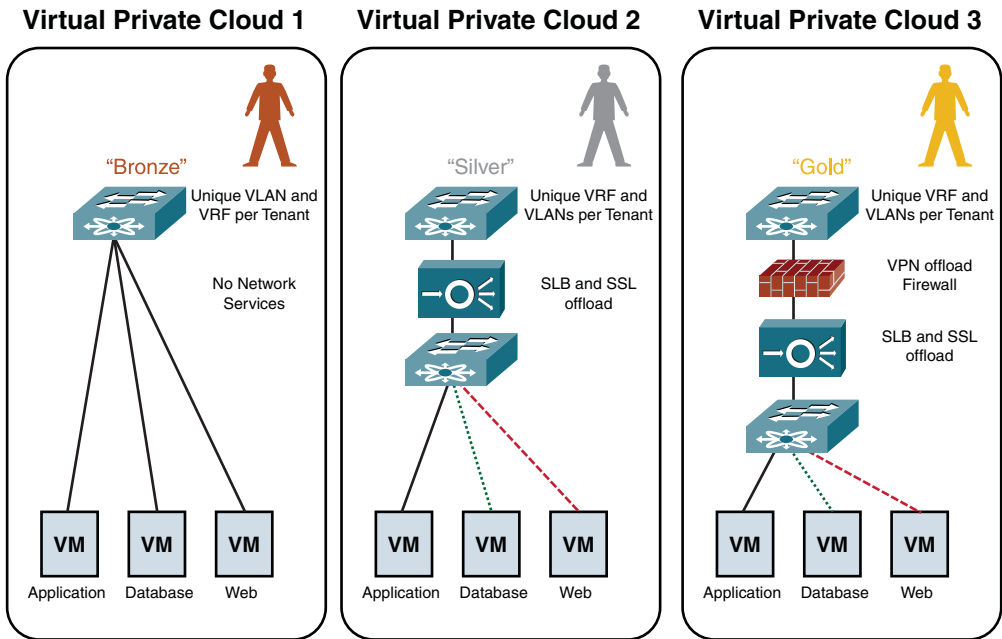 Virtual Private Cloud 1
“Bronze”
Unique VLAN and
VRF per Tenant
No Network
Services
VM
VM
VM
Application
Database
Web
Virtual Private Cloud 2
“Silver”
Unique VRF and
VLANs per Tenant
SLB and SSL
offload
VM
VM
VM
Application
Database
Web
Virtual Private Cloud 3
“Gold”
Unique VRF and
VLANs per Tenant
VPN offload
Firewall
SLB and SSL
offload
VM
VM
VM
Application
Database
Web